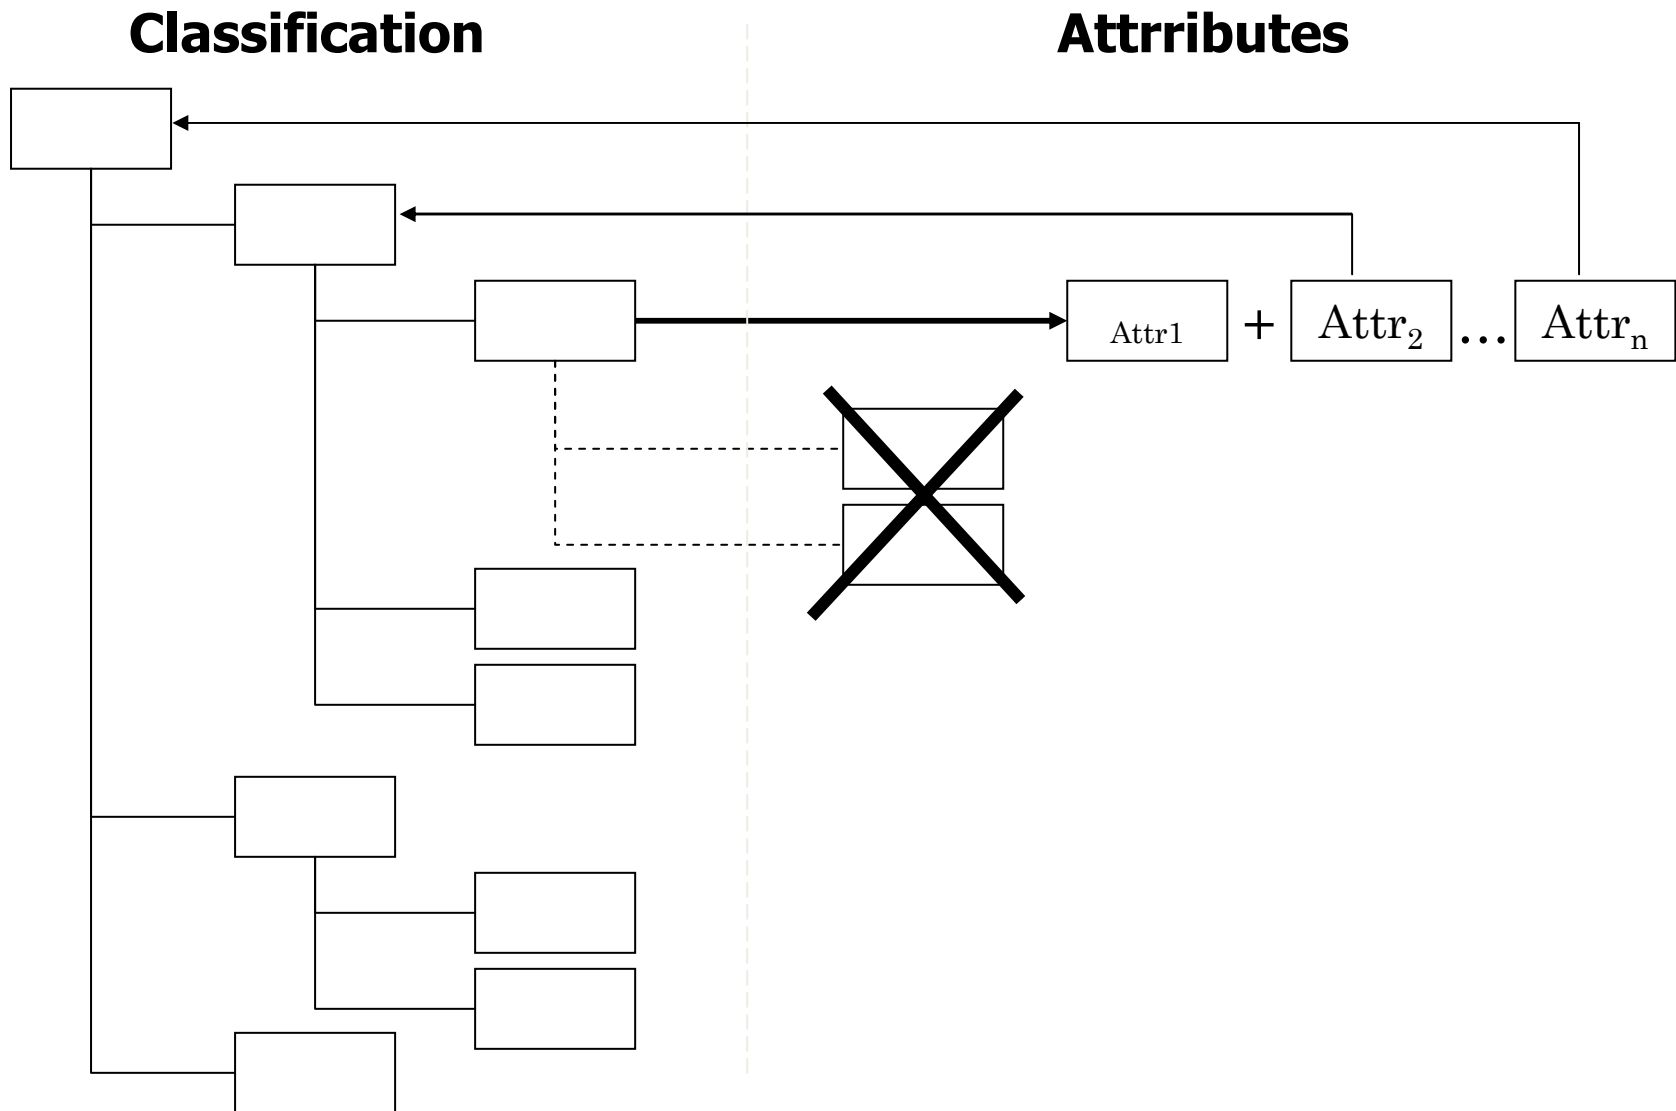 Classification
Attrributes
Attr1 + Attr₂ ... Attrₙ